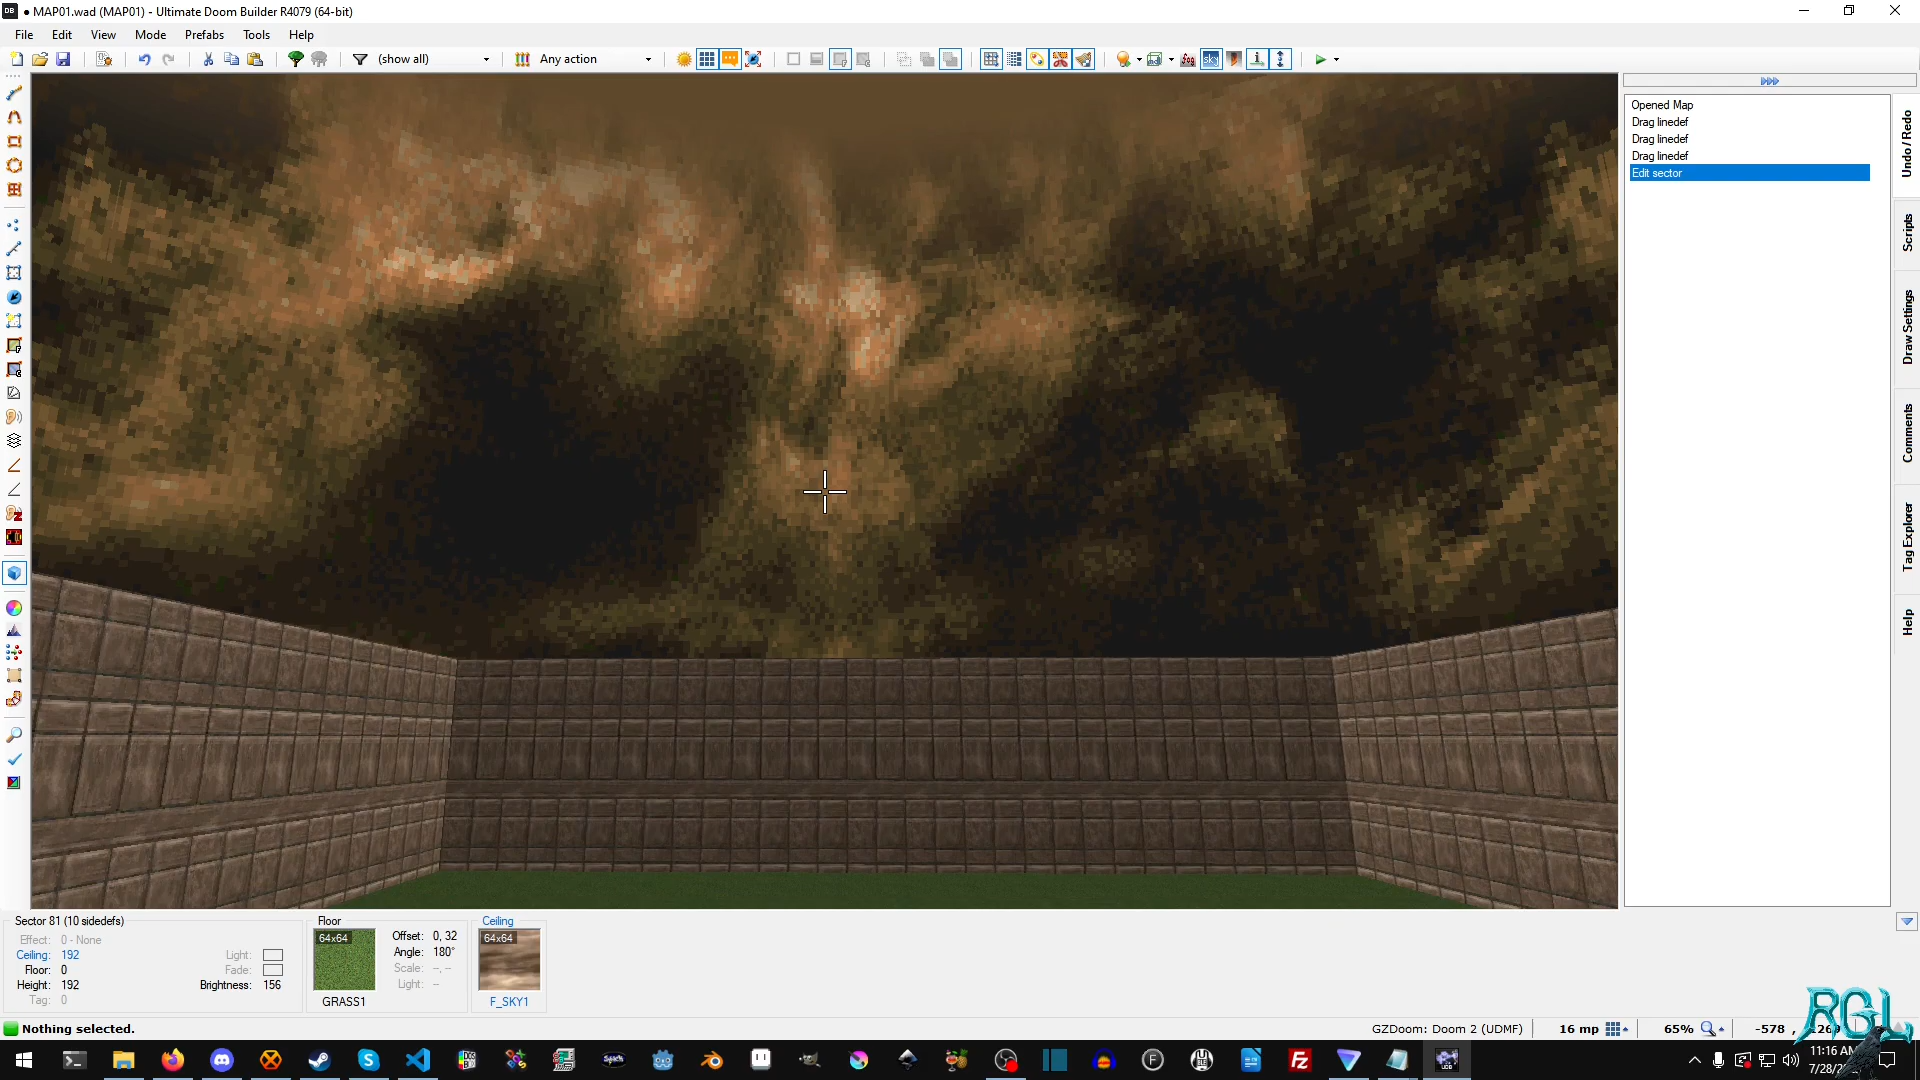 MAP01.wad (MAP01) - Ultimate Doom Builder R4079 (64-bit)
File Edit View Mode Prefabs Tools Help
(show all)
Any action
Opened Map
Drag linedef
Drag linedef
Drag linedef
Edit sector
Undo / Redo
Scripts
Draw Settings
Comments
Tag Explorer
Help
Sector 81 (10 sidedefs)
Effect: 0 - None
Ceiling: 192
Floor: 0
Height: 192
Tag: 0
Light:
Fade:
Brightness: 156
Floor
64x64
GRASS1
Offset: 0, 32
Angle: 180°
Scale: --, --
Light: --
Ceiling
64x64
F_SKY1
Nothing selected.
GZDoom: Doom 2 (UDMF)
16 mp
65%
-578 ,
RGL
11:16 AM